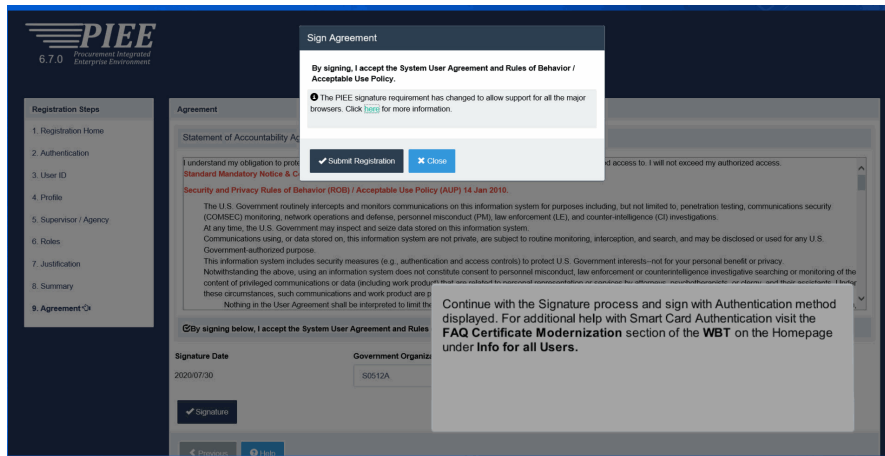 PIEE
6.7.0 Procurement Integrated
Enterprise Environment
Sign Agreement
By signing, I accept the System User Agreement and Rules of Behavior /
Acceptable Use Policy.
The PIEE signature requirement has changed to allow support for all the major
browsers. Click here for more information.
Submit Registration
Close
Registration Steps
1. Registration Home
2. Authentication
3. User ID
4. Profile
5. Supervisor / Agency
6. Roles
7. Justification
8. Summary
9. Agreement
Agreement
Statement of Accountability
I understand my obligation to
d access to. I will not exceed my authorized access.
Standard Mandatory Notice &
Security and Privacy Rules of Behavior (ROB) / Acceptable Use Policy (AUP) 14 Jan 2010.
The U.S. Government routinely intercepts and monitors communications on this information system for purposes including, but not limited to, penetration testing, communications security
(COMSEC) monitoring, network operations and defense, personnel misconduct (PM), law enforcement (LE), and counter-intelligence (CI) investigations.
At any time, the U.S. Government may inspect and seize data stored on this information system.
Communications using, or data stored on, this information system are not private, are subject to routine monitoring, interception, and search, and may be disclosed or used for any U.S.
Government-authorized purpose.
This information system includes security measures (e.g., authentication and access controls) to protect U.S. Government interests--not for your personal benefit or privacy.
Notwithstanding the above, using an information system does not constitute consent to personnel misconduct, law enforcement or counterintelligence investigative searching or monitoring of the
content of privileged communications or data (including work product) that are related to personal representation or services by attorneys, psychotherapists, or clergy, and their assistants. Under
these circumstances, such communications and work product are
Nothing in the User Agreement shall be interpreted to limit the
By signing below, I accept the System User Agreement and Rules
Signature Date
2020/07/30
Government
S0512A
Signature
Previous
Help
Continue with the Signature process and sign with Authentication method
displayed. For additional help with Smart Card Authentication visit the
FAQ Certificate Modernization section of the WBT on the Homepage
under Info for all Users.